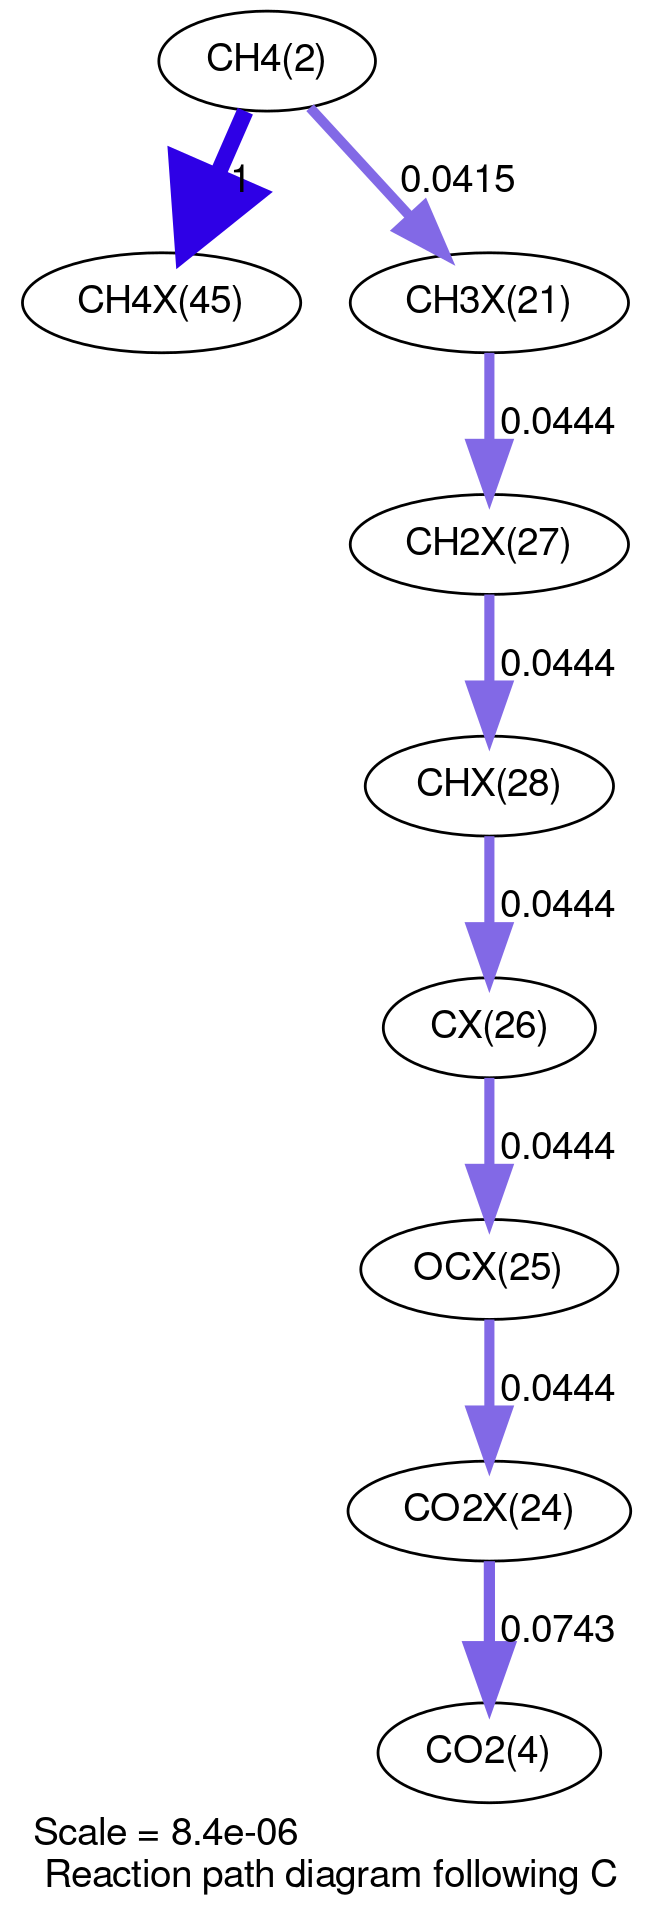 CH4(2)
1
0.0415
CH4X(45)
CH3X(21)
0.0444
CH2X(27)
0.0444
CHX(28)
0.0444
CX(26)
0.0444
OCX(25)
0.0444
CO2X(24)
0.0743
CO2(4)
Scale = 8.4e-06
Reaction path diagram following C